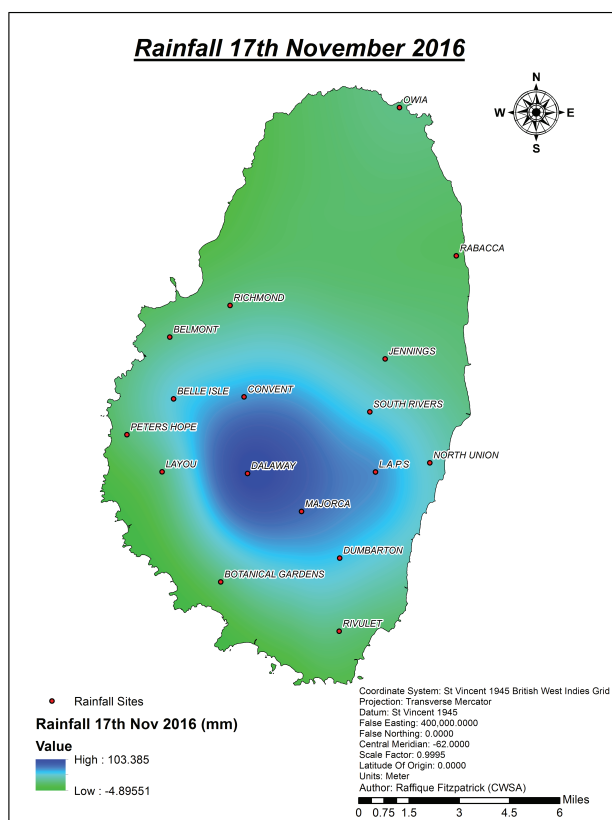 Rainfall 17th November 2016
N
W
E
S
OWIA
RABACCA
RICHMOND
BELMONT
JENNINGS
BELLE ISLE
CONVENT
SOUTH RIVERS
PETERS HOPE
NORTH UNION
LAYOU
DALAWAY
L.A.P.S
MAJORCA
DUMBARTON
BOTANICAL GARDENS
RIVULET
Rainfall Sites
Rainfall 17th Nov 2016 (mm)
Value
High : 103.385
Low : -4.89551
Coordinate System: St Vincent 1945 British West Indies Grid
Projection: Transverse Mercator
Datum: St Vincent 1945
False Easting: 400,000.0000
False Northing: 0.0000
Central Meridian: -62.0000
Scale Factor: 0.9995
Latitude Of Origin: 0.0000
Units: Meter
Author: Raffique Fitzpatrick (CWSA)
Miles
0 0.75 1.5 3 4.5 6